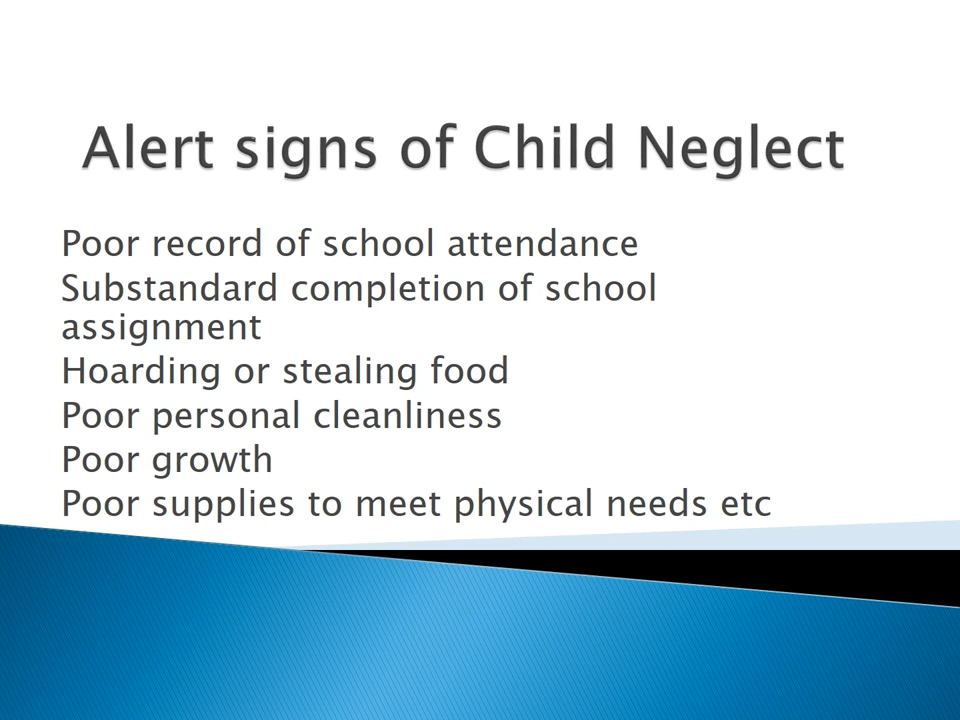 Alert signs of Child Neglect
Poor record of school attendance
Substandard completion of school
assignment
Hoarding or stealing food
Poor personal cleanliness
Poor growth
Poor supplies to meet physical needs etc